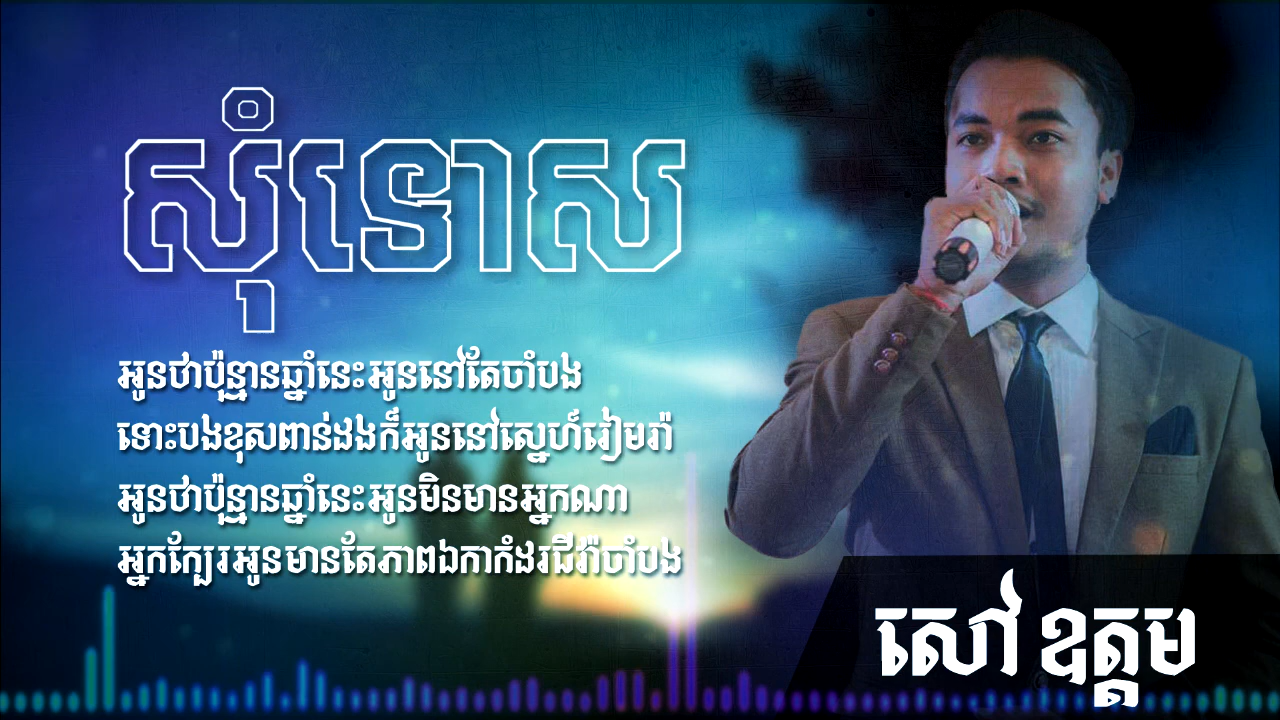 សុំទោស
អូនថាប៉ុន្មានឆ្នាំនេះអូននៅតែចាំបង
ទោះបងខុសពាន់ដងក៏អូននៅស្នេហ៍រៀមរ៉ា
អូនថាប៉ុន្មានឆ្នាំនេះអូនមិនមានអ្នកណា
អ្នកក្បែរអូនមានតែភាពឯកាកំដរជីវ៉ាចាំបង
សៅ ឧត្តម